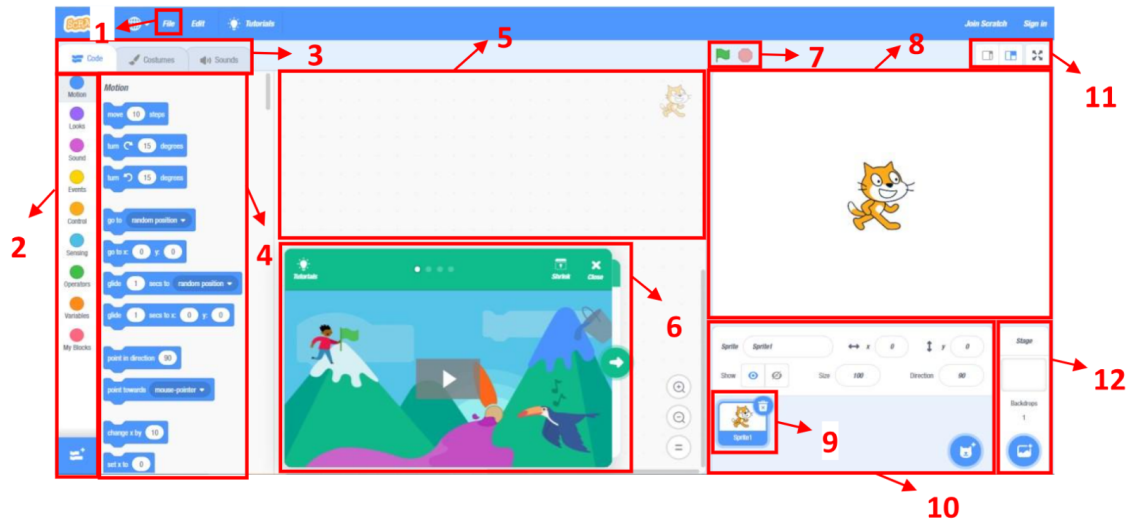 SCRATCH
File Edit Tutorials
Join Scratch Sign in
1
3
5
7
8
11
Code Costumes Sounds
Motion
Looks
Sound
Events
Control
Sensing
Operators
Variables
My Blocks
2
Motion
move 10 steps
turn 15 degrees
turn 15 degrees
go to random position
go to x: 0 y: 0
glide 1 secs to random position
glide 1 secs to x: 0 y: 0
point in direction 90
point towards mouse-pointer
change x by 10
set x to 0
4
Tutorials Shrink Close
6
Sprite Sprite1 x 0 y 0
Show Size 100 Direction 90
Sprite1
9
10
Stage
Backdrops
1
12